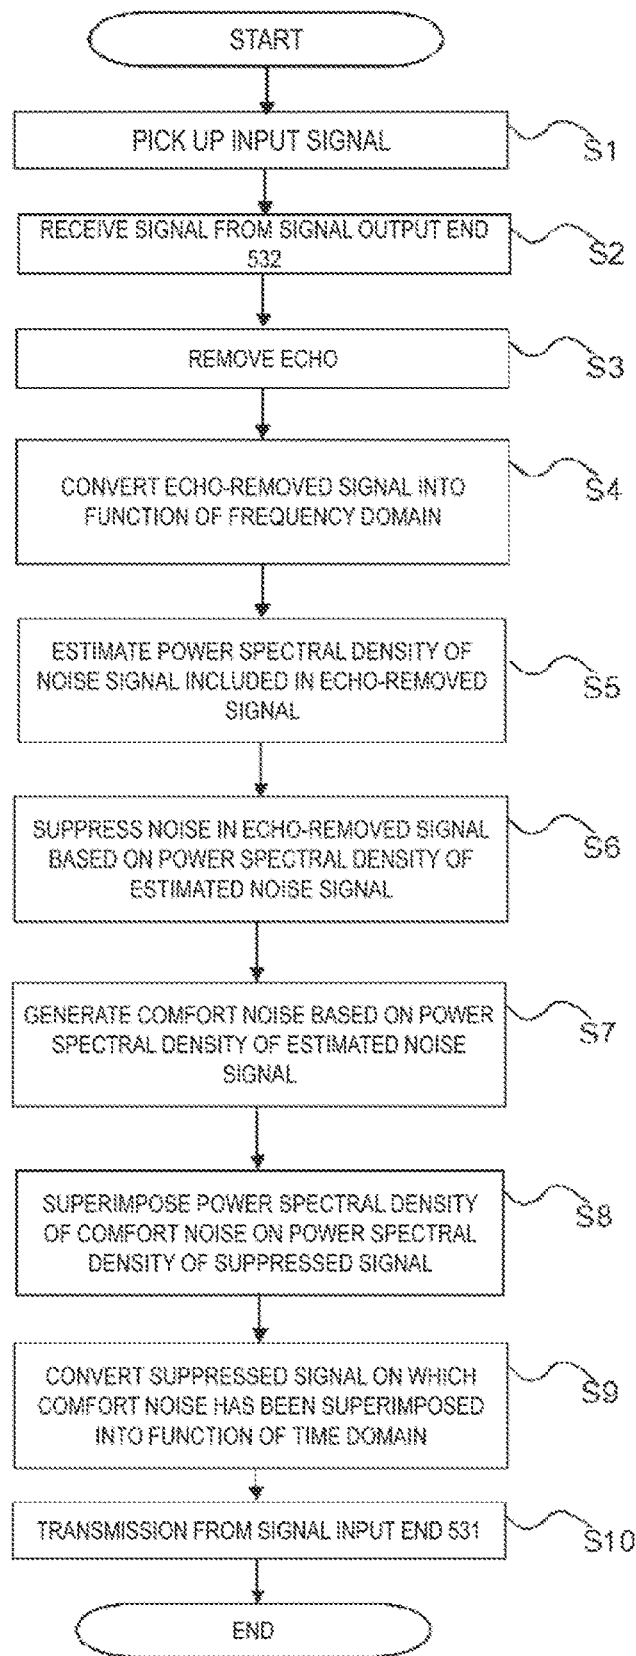 START
PICK UP INPUT SIGNAL
S1
RECEIVE SIGNAL FROM SIGNAL OUTPUT END
532
S2
REMOVE ECHO
S3
CONVERT ECHO-REMOVED SIGNAL INTO
FUNCTION OF FREQUENCY DOMAIN
S4
ESTIMATE POWER SPECTRAL DENSITY OF
NOISE SIGNAL INCLUDED IN ECHO-REMOVED
SIGNAL
S5
SUPPRESS NOISE IN ECHO-REMOVED SIGNAL
BASED ON POWER SPECTRAL DENSITY OF
ESTIMATED NOISE SIGNAL
S6
GENERATE COMFORT NOISE BASED ON POWER
SPECTRAL DENSITY OF ESTIMATED NOISE
SIGNAL
S7
SUPERIMPOSE POWER SPECTRAL DENSITY
OF COMFORT NOISE ON POWER SPECTRAL
DENSITY OF SUPPRESSED SIGNAL
S8
CONVERT SUPPRESSED SIGNAL ON WHICH
COMFORT NOISE HAS BEEN SUPERIMPOSED
INTO FUNCTION OF TIME DOMAIN
S9
TRANSMISSION FROM SIGNAL INPUT END 531
S10
END